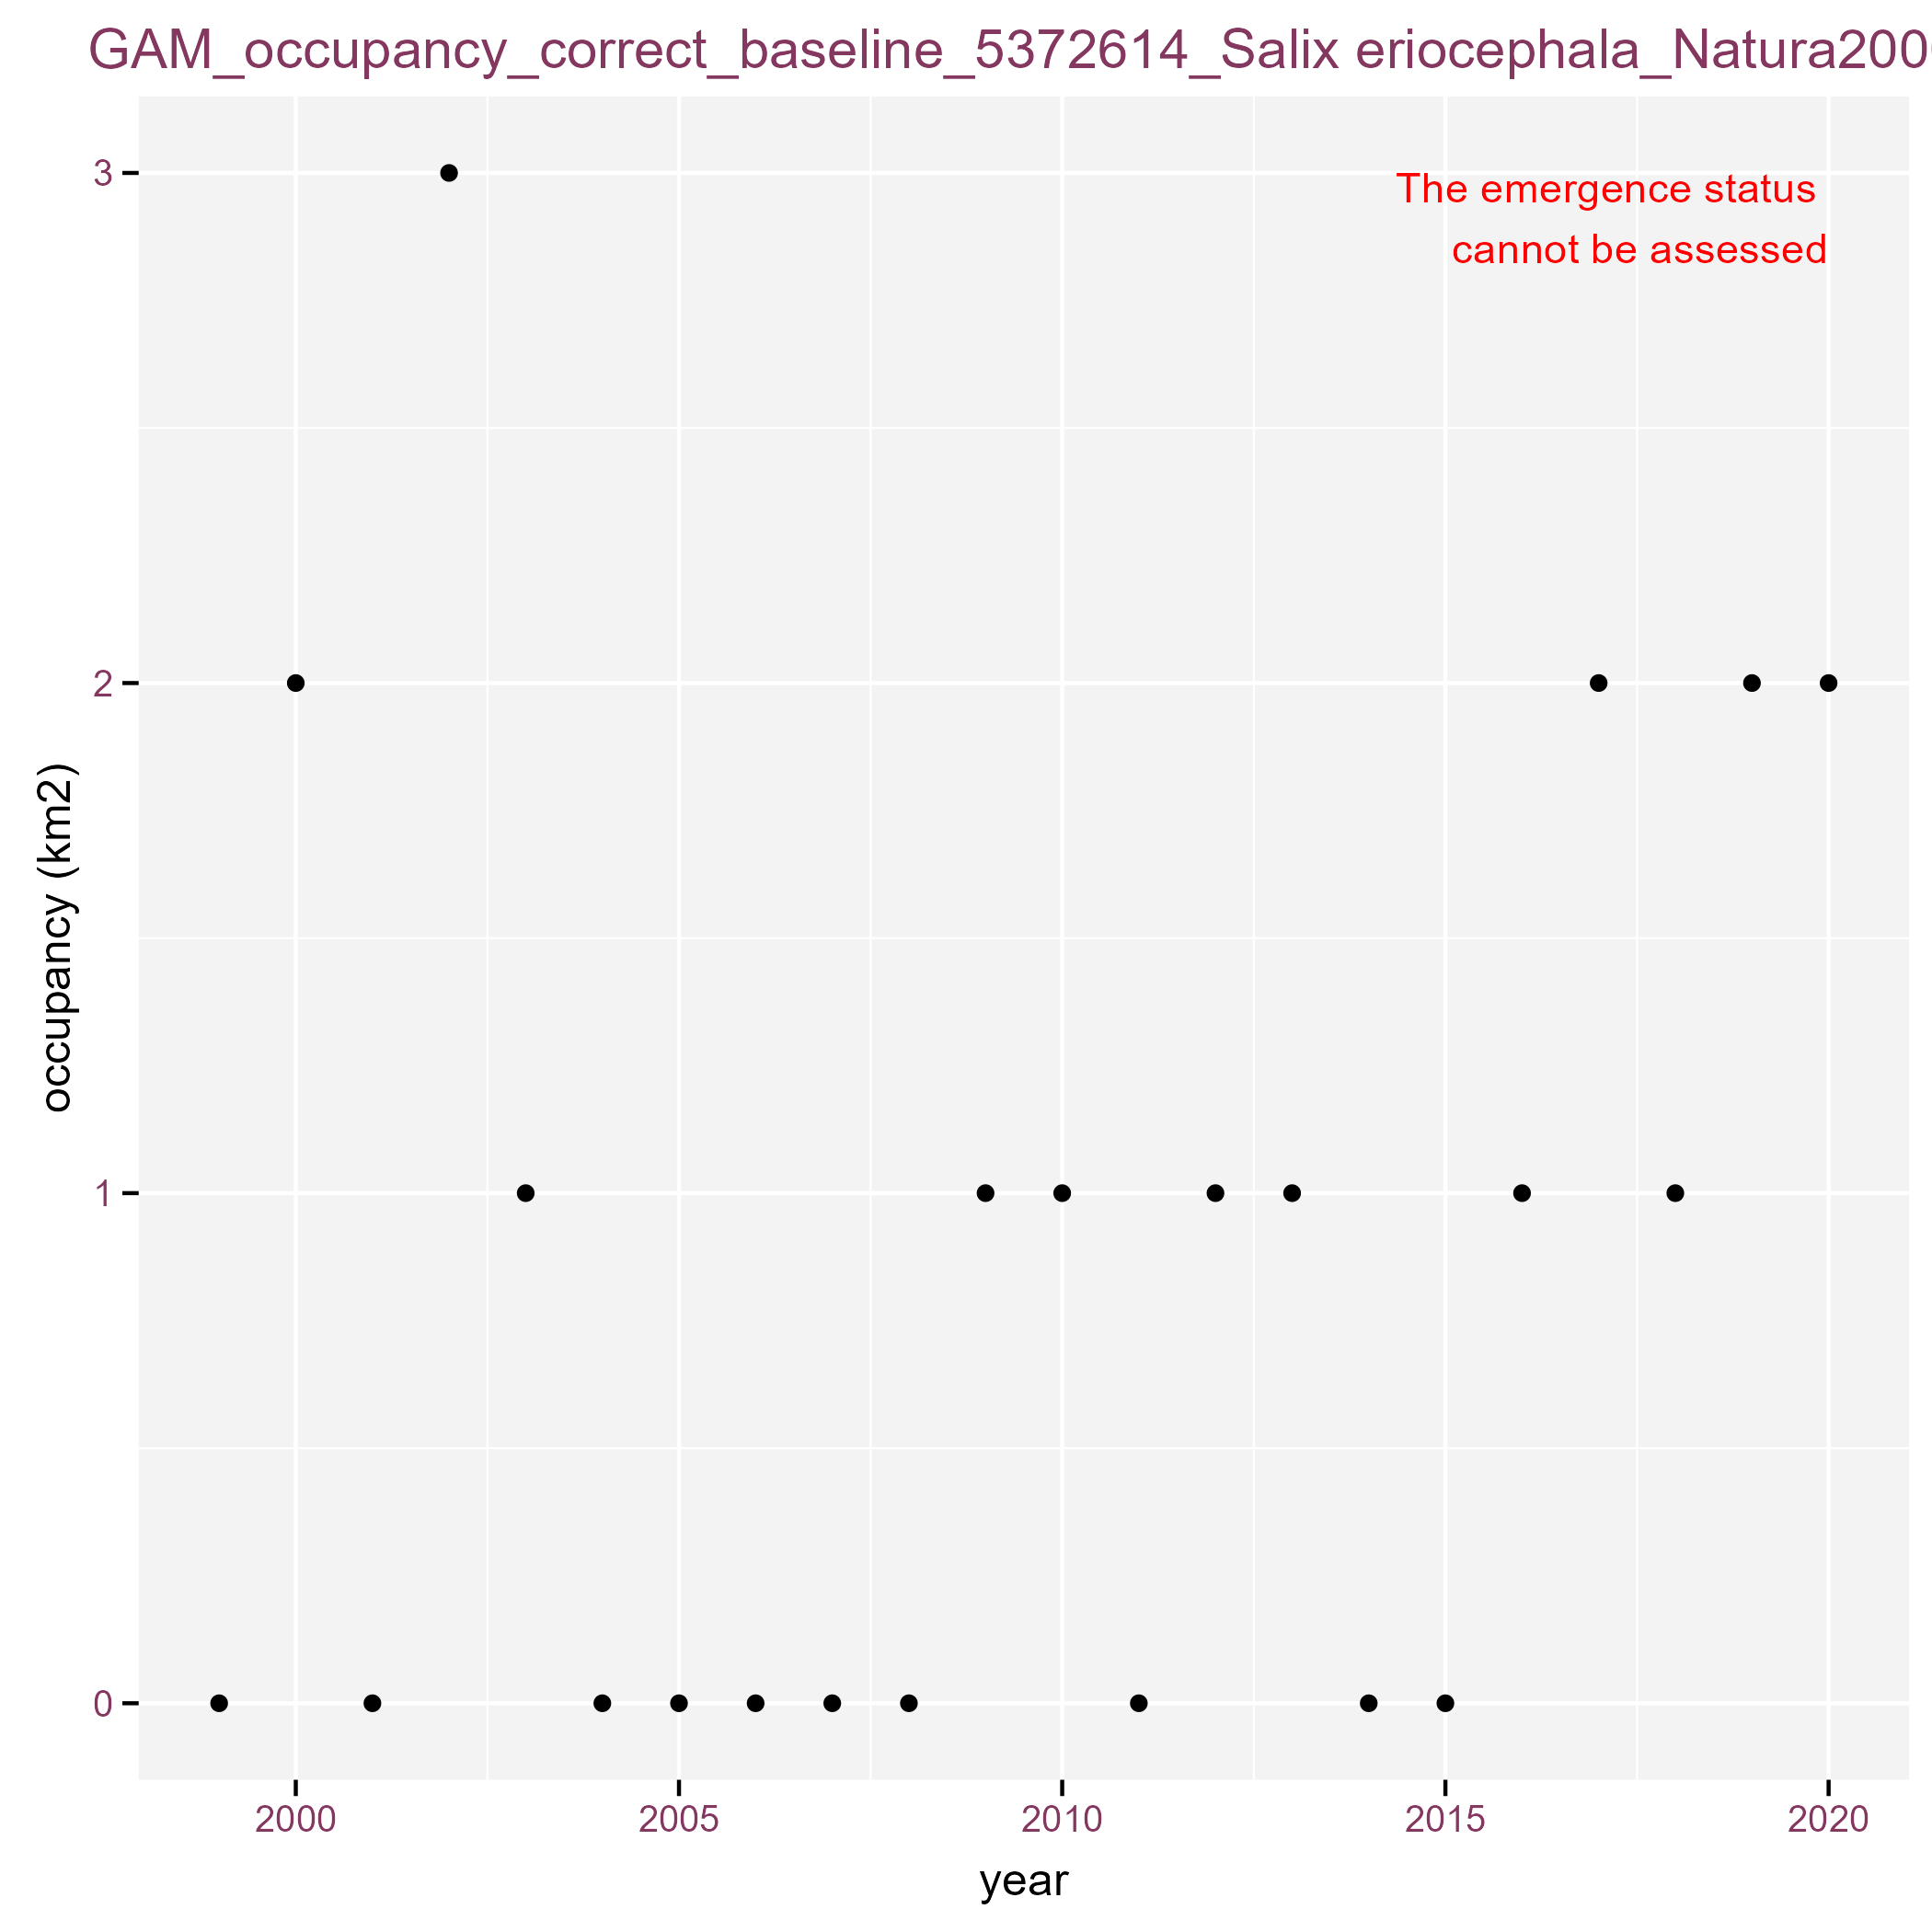 GAM_occupancy_correct_baseline_5372614_Salix eriocephala_Natura200
3
The emergence status
cannot be assessed
2
occupancy (km2)
1
0
2000 2005 2010 2015 2020
year